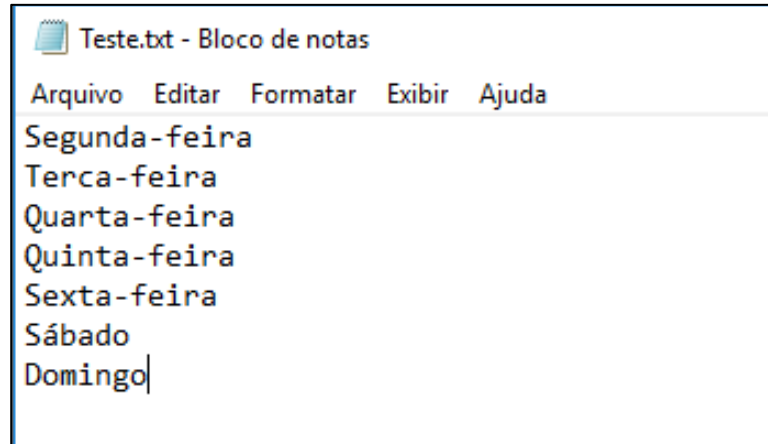 Teste.txt - Bloco de notas
Arquivo Editar Formatar Exibir Ajuda
Segunda-feira
Terca-feira
Quarta-feira
Quinta-feira
Sexta-feira
Sábado
Domingo